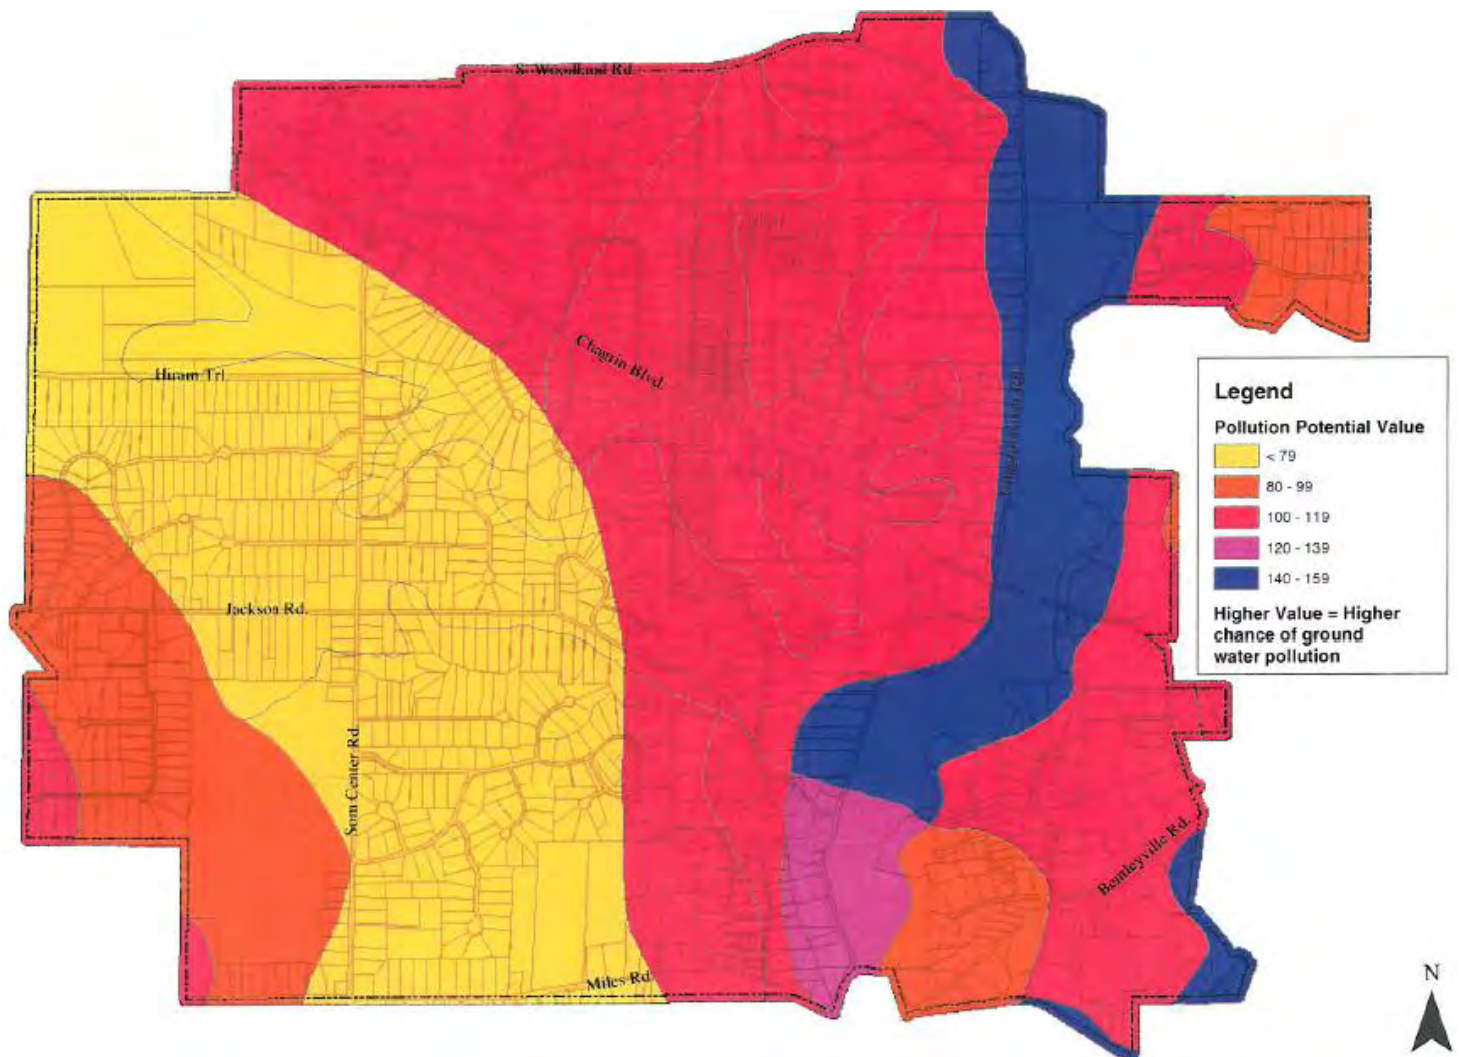 S. Woodland Rd
Chagrin Blvd.
Hiram Trl.
Jackson Rd.
Som Center Rd.
Miles Rd.
Bentleyville Rd.
Legend
Pollution Potential Value
< 79
80 - 99
100 - 119
120 - 139
140 - 159
Higher Value = Higher
chance of ground
water pollution
N